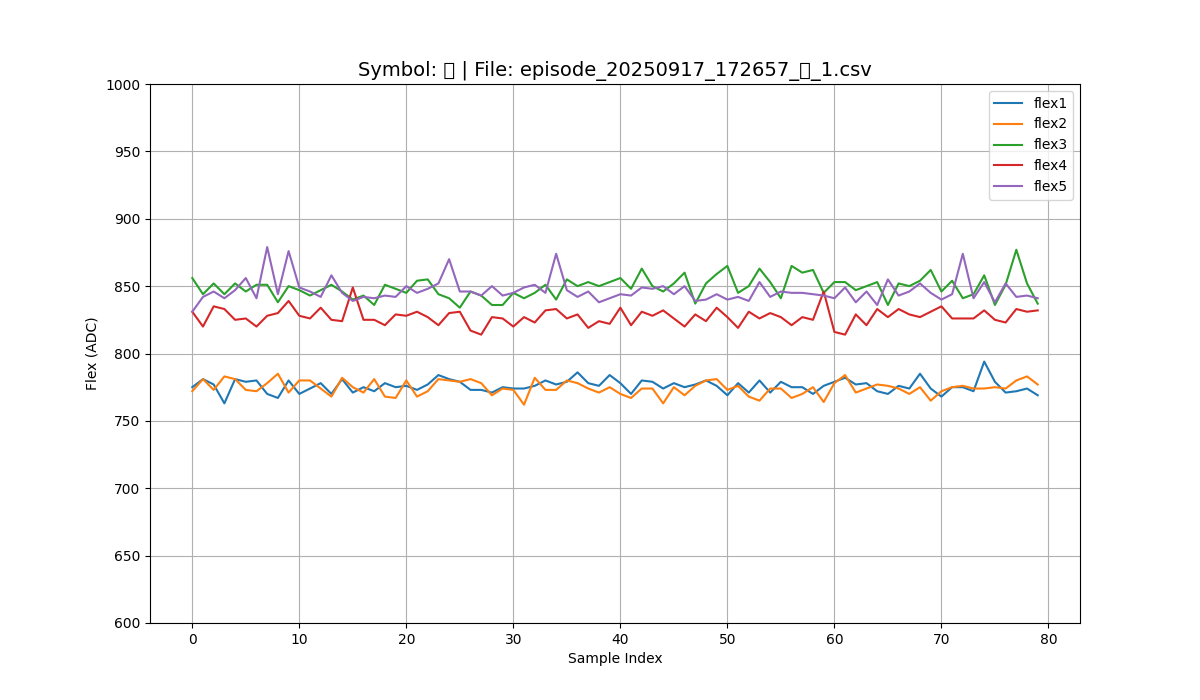 Symbol: ▯ | File: episode_20250917_172657_▯_1.csv
1000
950
900
850
800
750
700
650
600
Flex (ADC)
0 10 20 30 40 50 60 70 80
Sample Index
flex1
flex2
flex3
flex4
flex5